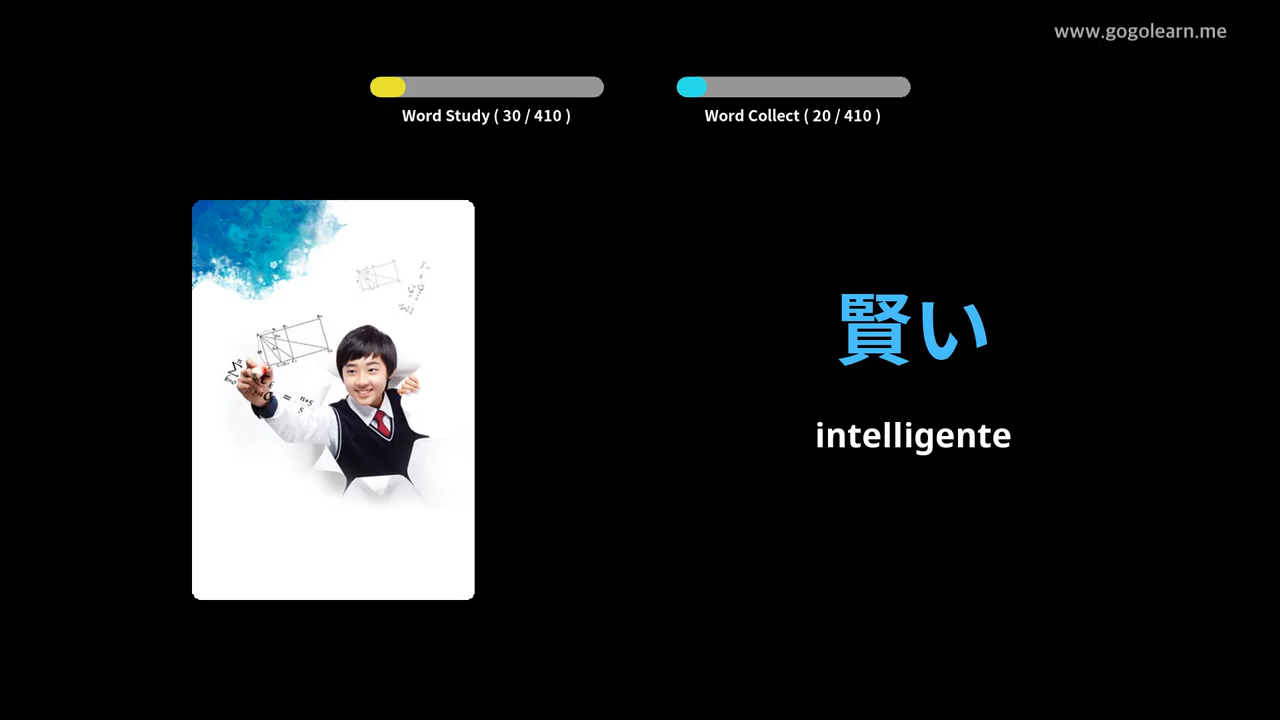 www.gogolearn.me
Word Study ( 30 / 410 )
Word Collect ( 20 / 410 )
賢い
intelligente